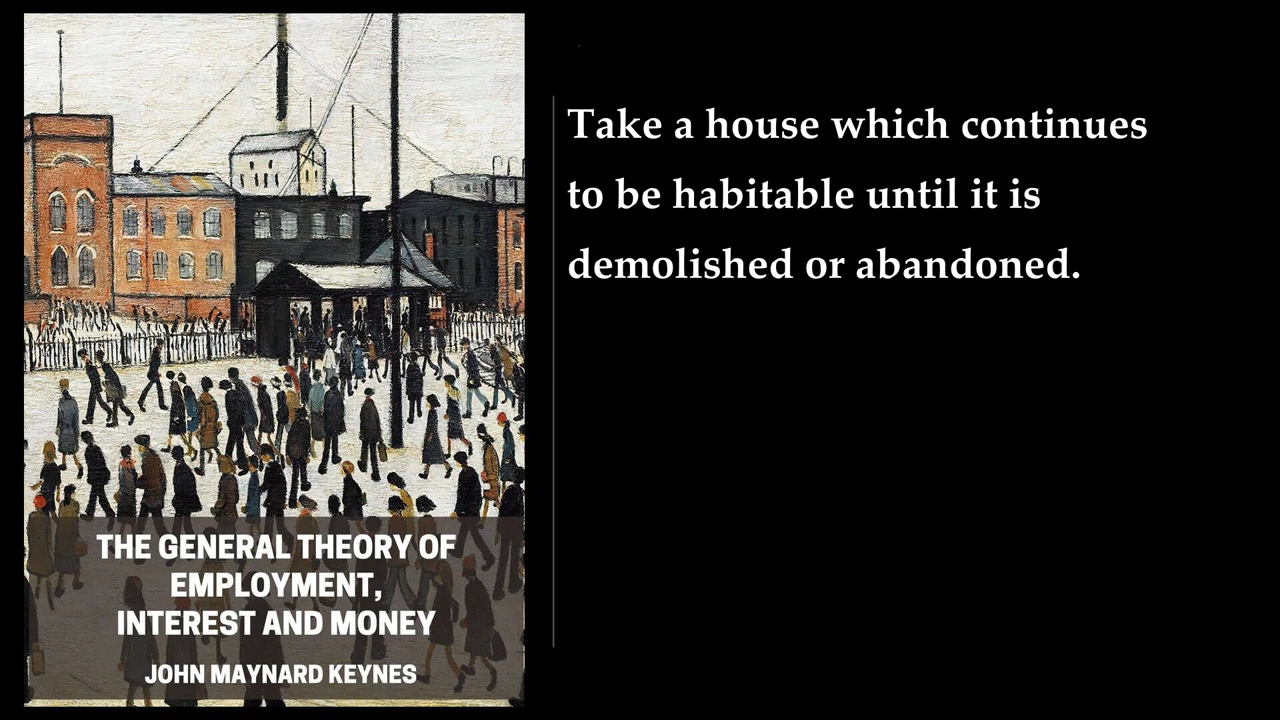 Take a house which continues
to be habitable until it is
demolished or abandoned.
THE GENERAL THEORY OF
EMPLOYMENT,
INTEREST AND MONEY
JOHN MAYNARD KEYNES